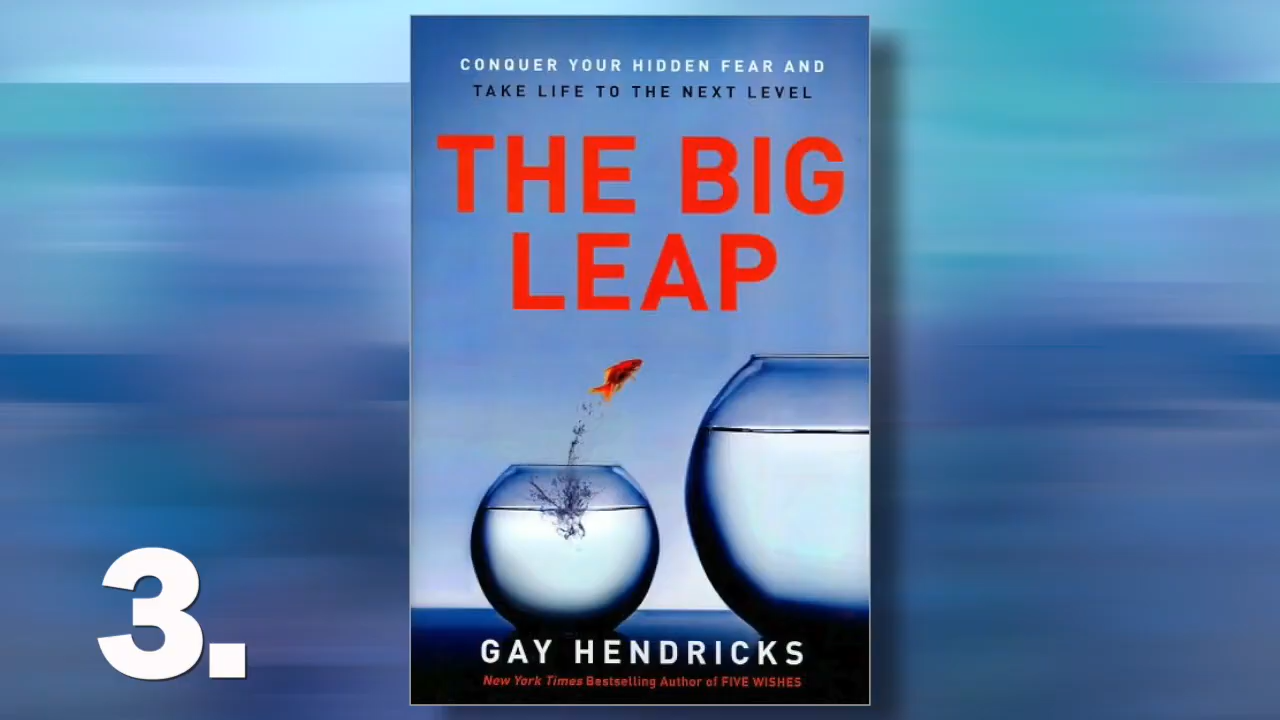 CONQUER YOUR HIDDEN FEAR AND
TAKE LIFE TO THE NEXT LEVEL
THE BIG
LEAP
GAY HENDRICKS
New York Times Bestselling Author of FIVE WISHES
3.